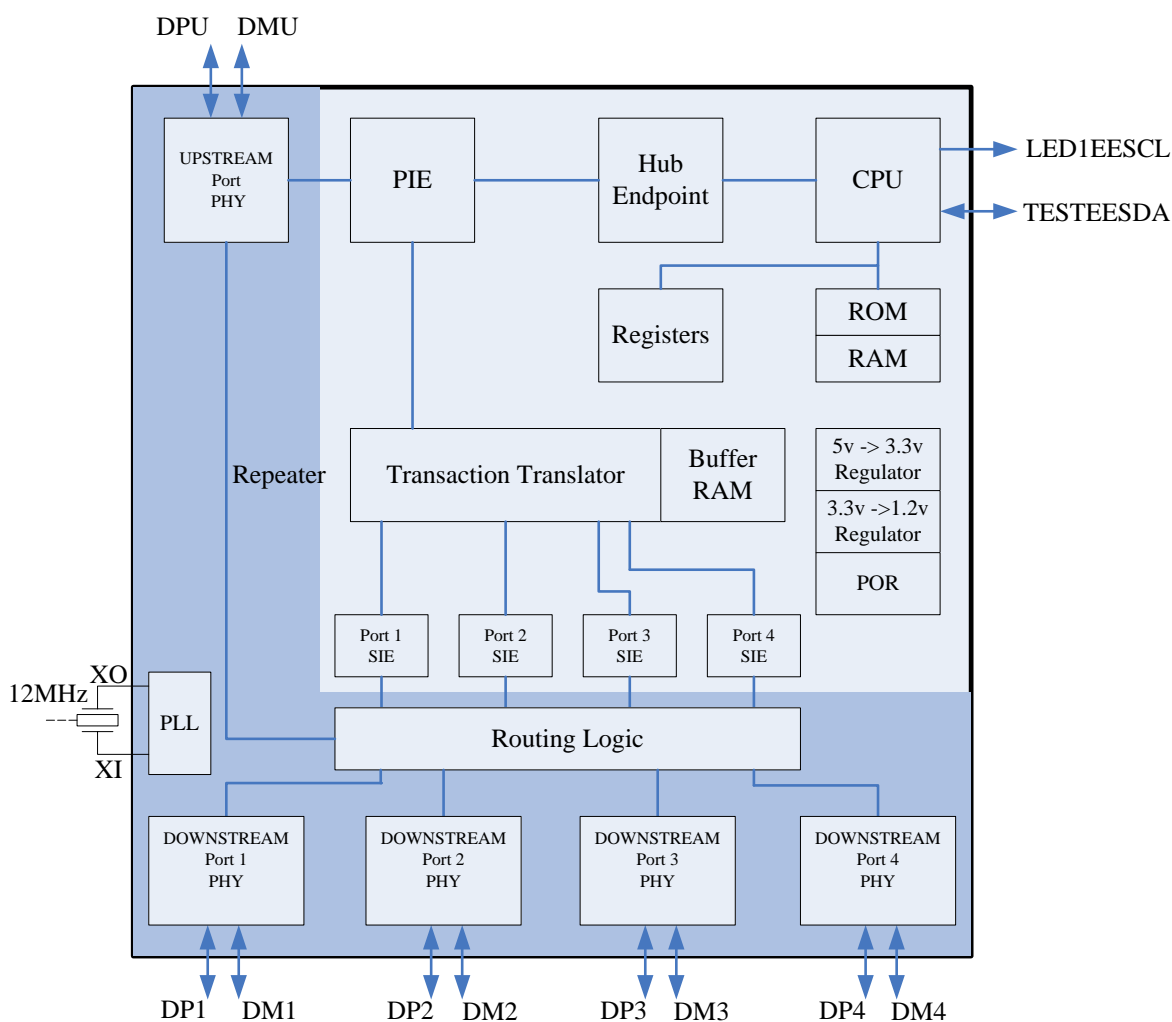 DPU
DMU
UPSTREAM
Port
PHY
PIE
Hub
Endpoint
CPU
LED1EESCL
TESTEESDA
Registers
ROM
RAM
Repeater
Transaction Translator
Buffer
RAM
5v -> 3.3v
Regulator
3.3v ->1.2v
Regulator
POR
Port 1
SIE
Port 2
SIE
Port 3
SIE
Port 4
SIE
XO
12MHz
XI
PLL
Routing Logic
DOWNSTREAM
Port 1
PHY
DOWNSTREAM
Port 2
PHY
DOWNSTREAM
Port 3
PHY
DOWNSTREAM
Port 4
PHY
DP1
DM1
DP2
DM2
DP3
DM3
DP4
DM4